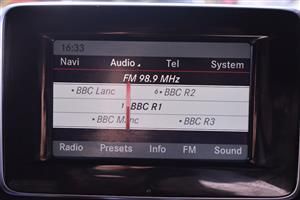 16:33
Navi Audio Tel System
FM 98.9 MHz
BBC Lanc 6 BBC R2
1 BBC R1
BBC Manc BBC R3
Radio Presets Info FM Sound